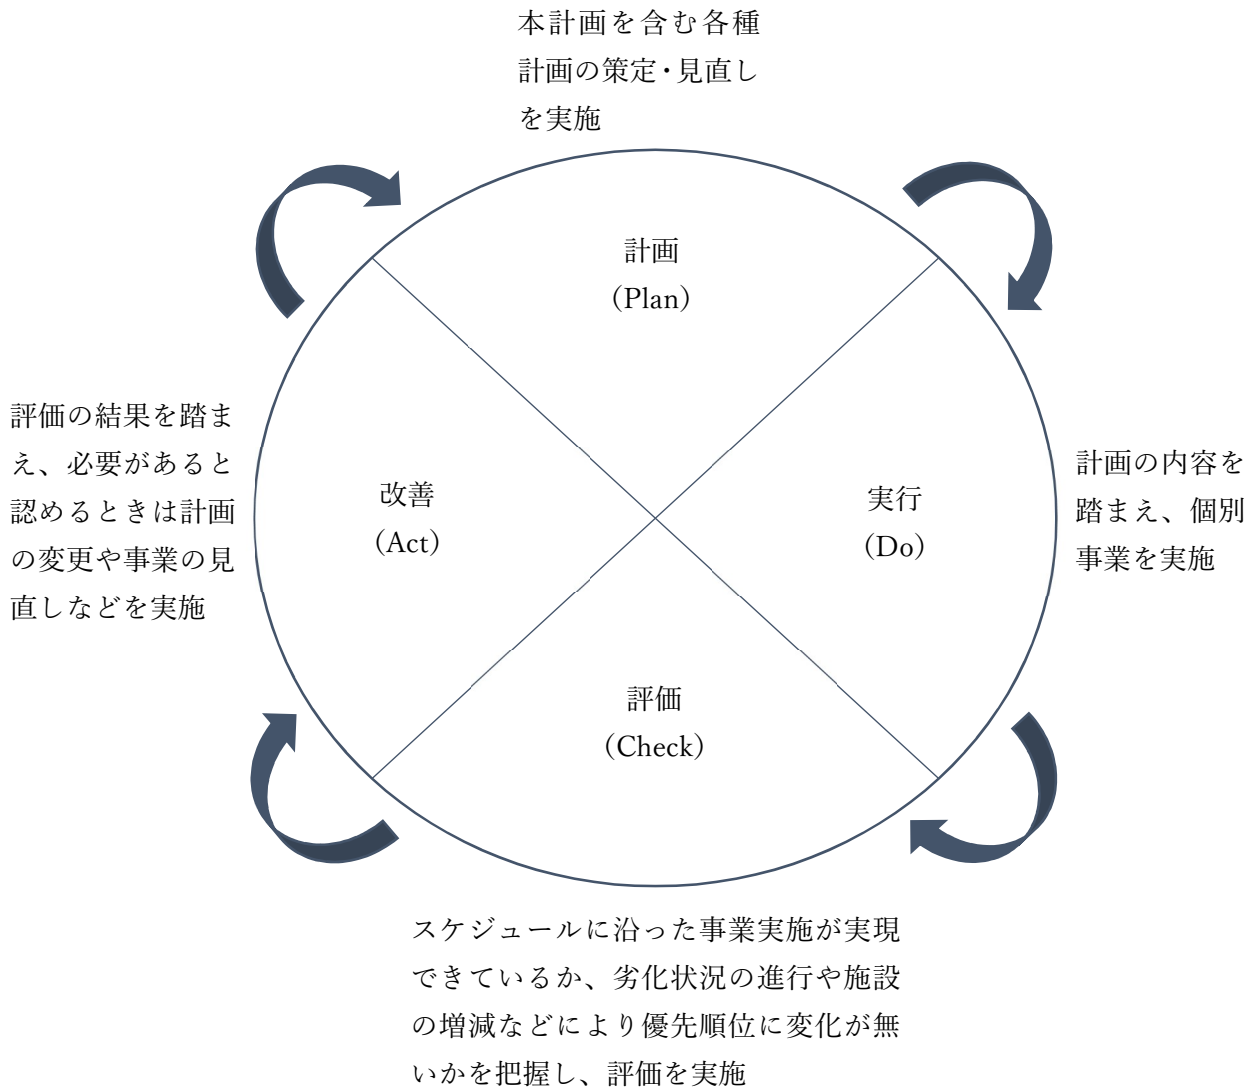 本計画を含む各種
計画の策定・見直し
を実施
計画
（Plan）
評価の結果を踏ま
え、必要があると
認めるときは計画
の変更や事業の見
直しなどを実施
改善
（Act）
実行
（Do）
計画の内容を
踏まえ、個別
事業を実施
評価
（Check）
スケジュールに沿った事業実施が実現
できているか、劣化状況の進行や施設
の増減などにより優先順位に変化が無
いかを把握し、評価を実施